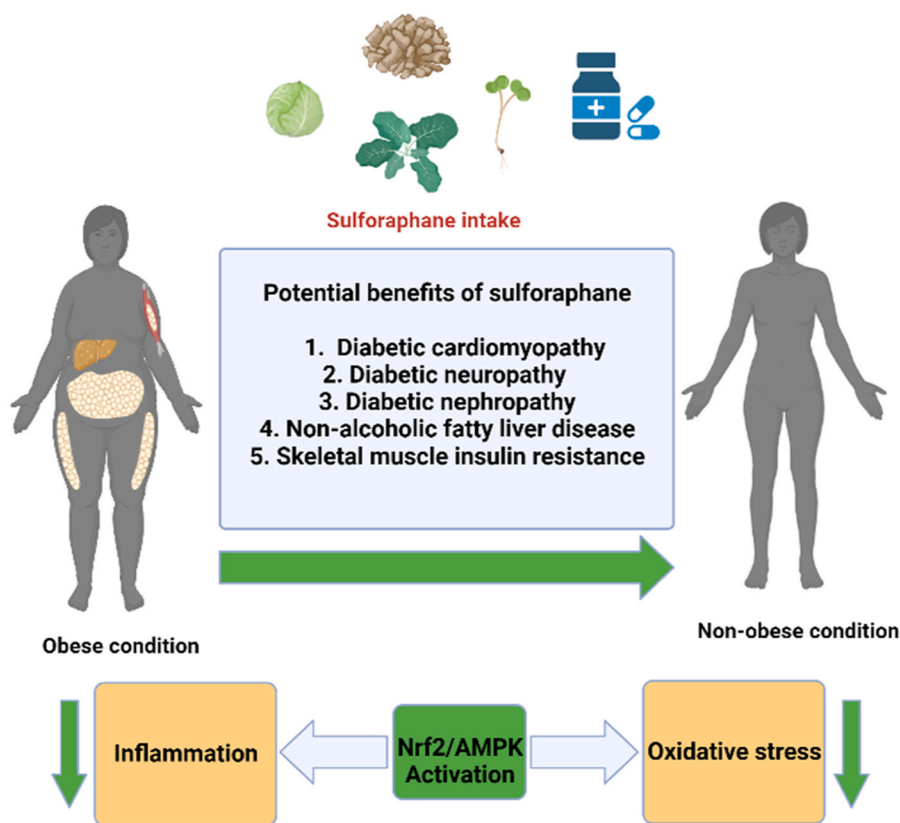 Sulforaphane intake
Potential benefits of sulforaphane
1. Diabetic cardiomyopathy
2. Diabetic neuropathy
3. Diabetic nephropathy
4. Non-alcoholic fatty liver disease
5. Skeletal muscle insulin resistance
Obese condition
Non-obese condition
Inflammation
Nrf2/AMPK
Activation
Oxidative stress